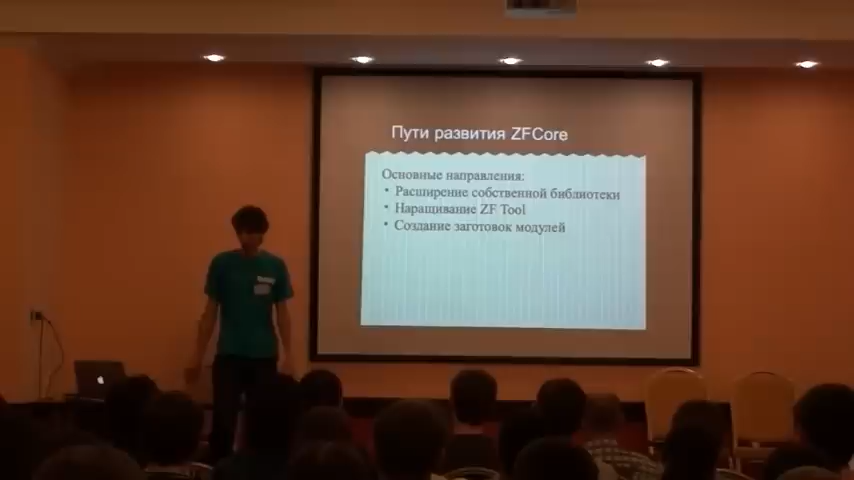 Пути развития ZFCore
Основные направления:
• Расширение собственной библиотеки
• Наращивание ZF Tool
• Создание заготовок модулей